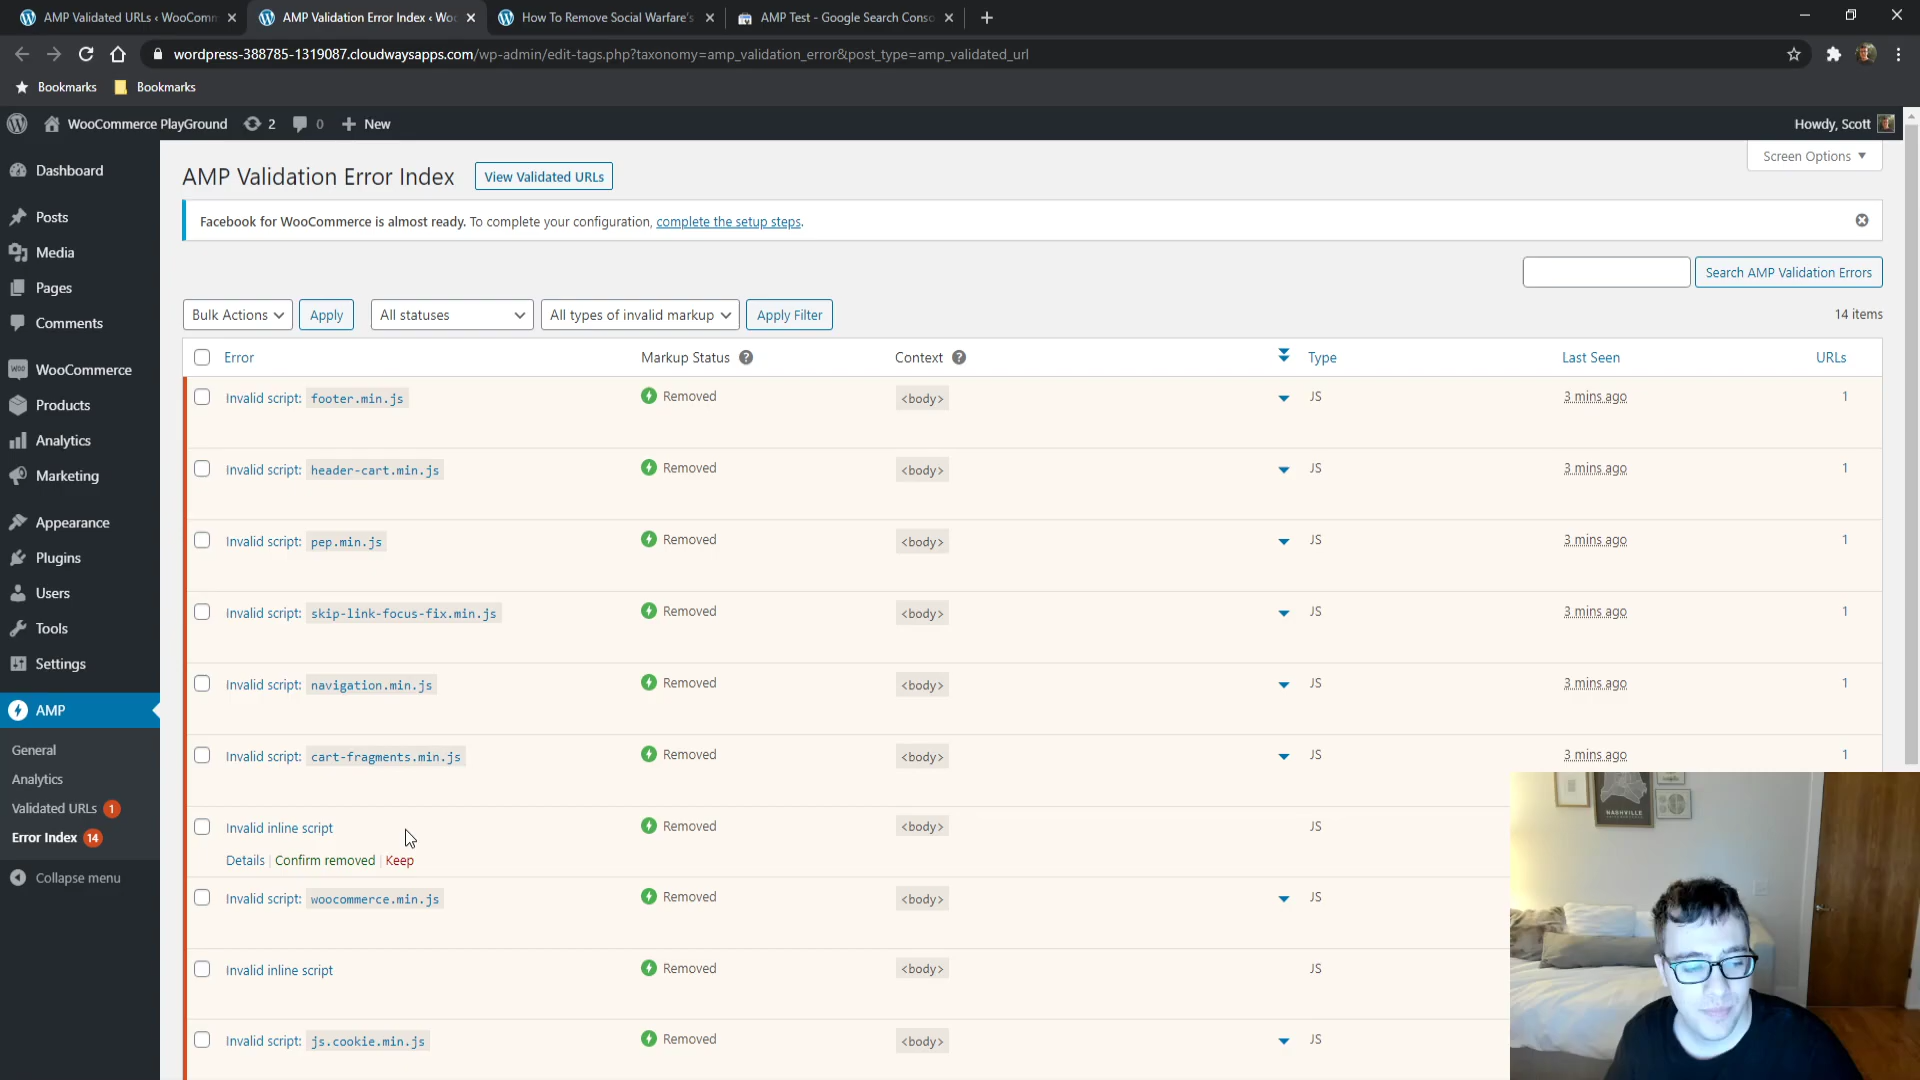 AMP Validated URLs ‹ WooComm
AMP Validation Error Index ‹ Woo
How To Remove Social Warfare's
AMP Test - Google Search Conso
wordpress-388785-1319087.cloudwaysapps.com/wp-admin/edit-tags.php?taxonomy=amp_validation_error&post_type=amp_validated_url
Bookmarks
Bookmarks
WooCommerce PlayGround
2
0
New
Howdy, Scott
Screen Options
Dashboard
Posts
Media
Pages
Comments
WooCommerce
Products
Analytics
Marketing
Appearance
Plugins
Users
Tools
Settings
AMP
General
Analytics
Validated URLs 1
Error Index 14
Collapse menu
AMP Validation Error Index
View Validated URLs
Facebook for WooCommerce is almost ready. To complete your configuration, complete the setup steps.
Search AMP Validation Errors
Bulk Actions
Apply
All statuses
All types of invalid markup
Apply Filter
14 items
Error Markup Status ? Context ? Type Last Seen URLs
Invalid script: footer.min.js Removed <body> JS 3 mins ago 1
Invalid script: header-cart.min.js Removed <body> JS 3 mins ago 1
Invalid script: pep.min.js Removed <body> JS 3 mins ago 1
Invalid script: skip-link-focus-fix.min.js Removed <body> JS 3 mins ago 1
Invalid script: navigation.min.js Removed <body> JS 3 mins ago 1
Invalid script: cart-fragments.min.js Removed <body> JS 3 mins ago 1
Invalid inline script Removed <body> JS
Details | Confirm removed | Keep
Invalid script: woocommerce.min.js Removed <body> JS
Invalid inline script Removed <body> JS
Invalid script: js.cookie.min.js Removed <body> JS
NASHVILLE